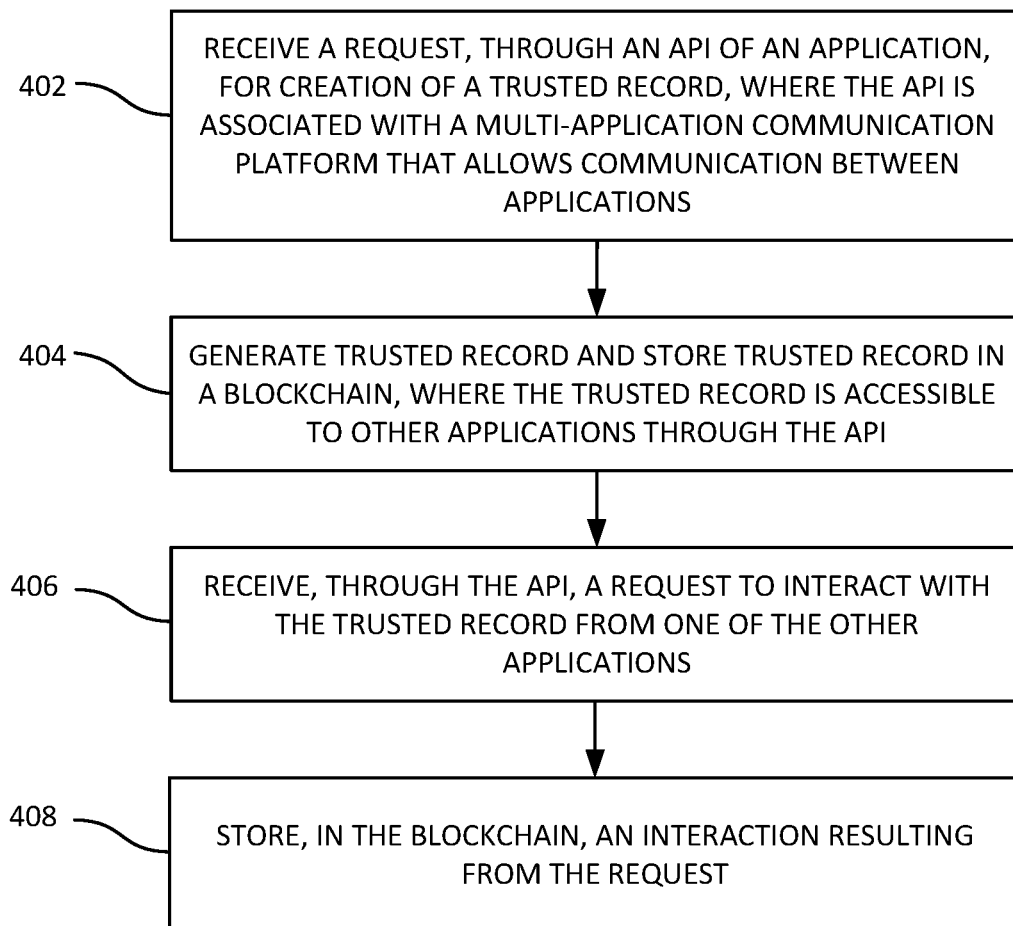 402
RECEIVE A REQUEST, THROUGH AN API OF AN APPLICATION,
FOR CREATION OF A TRUSTED RECORD, WHERE THE API IS
ASSOCIATED WITH A MULTI-APPLICATION COMMUNICATION
PLATFORM THAT ALLOWS COMMUNICATION BETWEEN
APPLICATIONS
404
GENERATE TRUSTED RECORD AND STORE TRUSTED RECORD IN
A BLOCKCHAIN, WHERE THE TRUSTED RECORD IS ACCESSIBLE
TO OTHER APPLICATIONS THROUGH THE API
406
RECEIVE, THROUGH THE API, A REQUEST TO INTERACT WITH
THE TRUSTED RECORD FROM ONE OF THE OTHER
APPLICATIONS
408
STORE, IN THE BLOCKCHAIN, AN INTERACTION RESULTING
FROM THE REQUEST